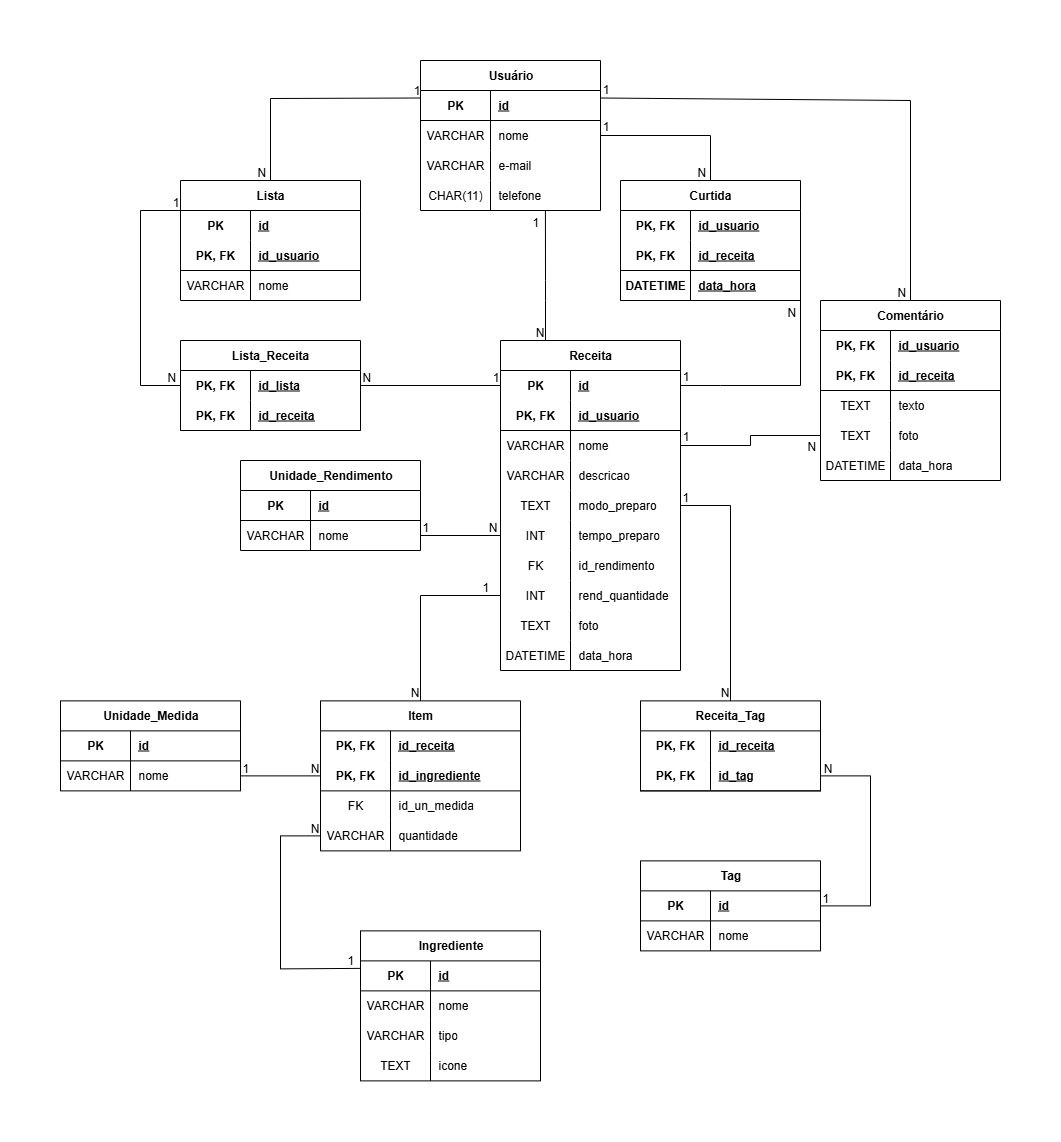 Usuário
PK id
VARCHAR nome
VARCHAR e-mail
CHAR(11) telefone
1
1
1
1
N
N
N
N
Lista
PK id
PK, FK id_usuario
VARCHAR nome
1
Curtida
PK, FK id_usuario
PK, FK id_receita
DATETIME data_hora
N
Comentário
PK, FK id_usuario
PK, FK id_receita
TEXT texto
TEXT foto
DATETIME data_hora
N
Lista_Receita
PK, FK id_lista
PK, FK id_receita
N
N
1
Receita
PK id
PK, FK id_usuario
VARCHAR nome
VARCHAR descricao
TEXT modo_preparo
INT tempo_preparo
FK id_rendimento
INT rend_quantidade
TEXT foto
DATETIME data_hora
1
1
1
1
Unidade_Rendimento
PK id
VARCHAR nome
1
N
N
N
Unidade_Medida
PK id
VARCHAR nome
1
N
Item
PK, FK id_receita
PK, FK id_ingrediente
FK id_un_medida
VARCHAR quantidade
N
Receita_Tag
PK, FK id_receita
PK, FK id_tag
N
Tag
PK id
VARCHAR nome
1
Ingrediente
PK id
VARCHAR nome
VARCHAR tipo
TEXT icone
1